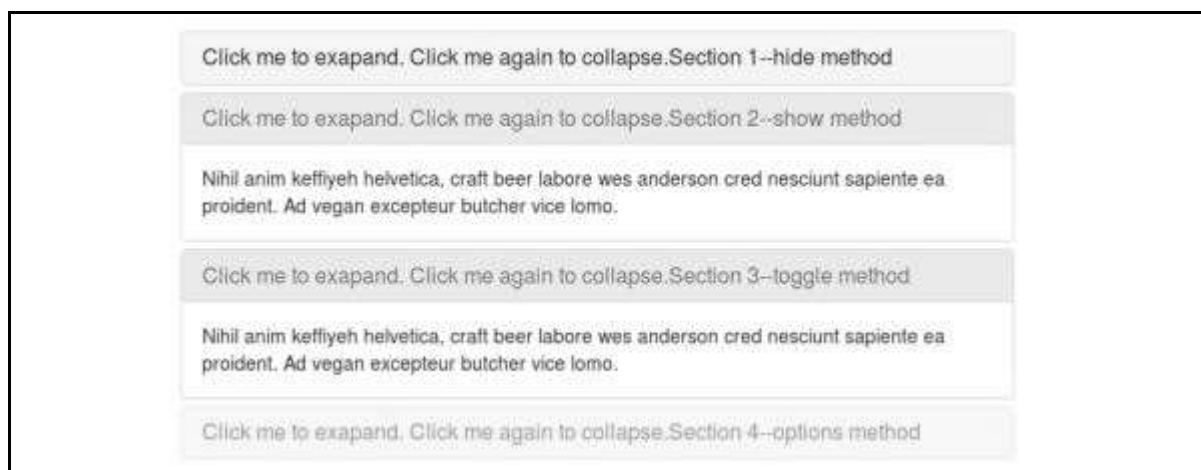 Click me to exapand. Click me again to collapse.Section 1--hide method
Click me to exapand. Click me again to collapse.Section 2--show method
Nihil anim keffiyeh helvetica, craft beer labore wes anderson cred nesciunt sapiente ea
proident. Ad vegan excepteur butcher vice lomo.
Click me to exapand. Click me again to collapse.Section 3--toggle method
Nihil anim keffiyeh helvetica, craft beer labore wes anderson cred nesciunt sapiente ea
proident. Ad vegan excepteur butcher vice lomo.
Click me to exapand. Click me again to collapse.Section 4--options method